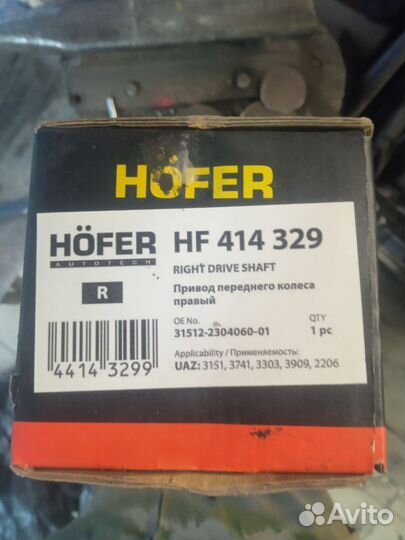 HÖFER
HÖFER
AUTOTECH
R
4414 3299
HF 414 329
RIGHT DRIVE SHAFT
Привод переднего колеса
правый
OE No. QTY
31512-2304060-01 1 pc
Applicability / Применяемость:
UAZ: 3151, 3741, 3303, 3909, 2206
Avito